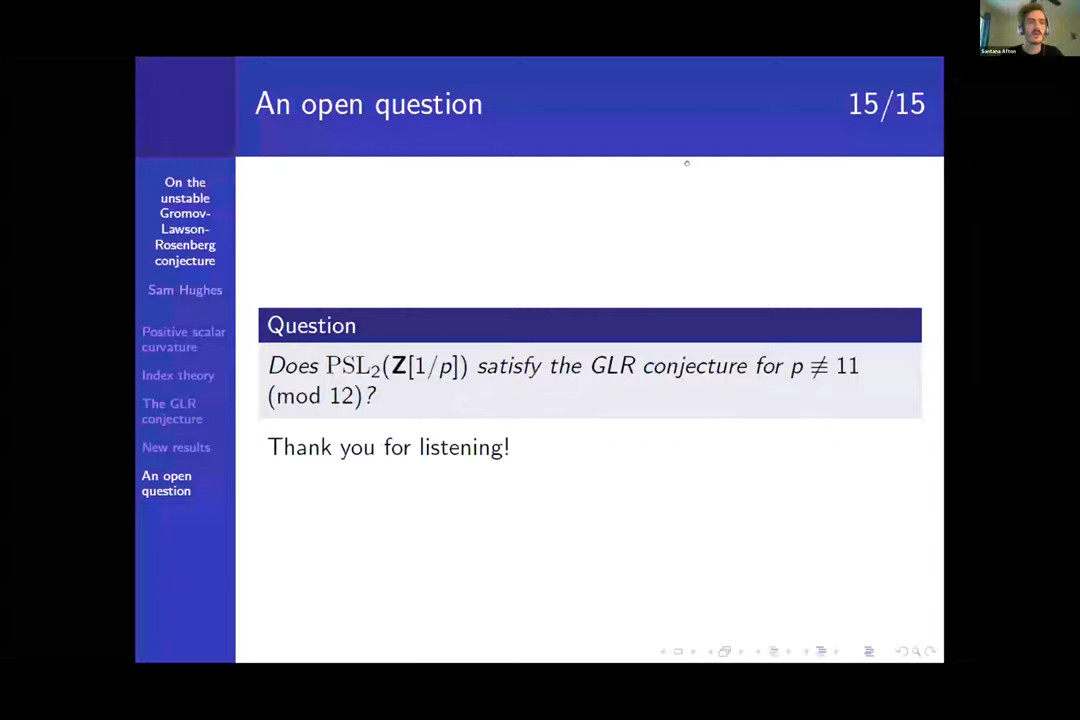 Santana Afton
An open question
15/15
On the
unstable
Gromov-
Lawson-
Rosenberg
conjecture
Sam Hughes
Positive scalar
curvature
Index theory
The GLR
conjecture
New results
An open
question
Question
Does PSL₂(Z[1/p]) satisfy the GLR conjecture for p ≢ 11
(mod 12)?
Thank you for listening!